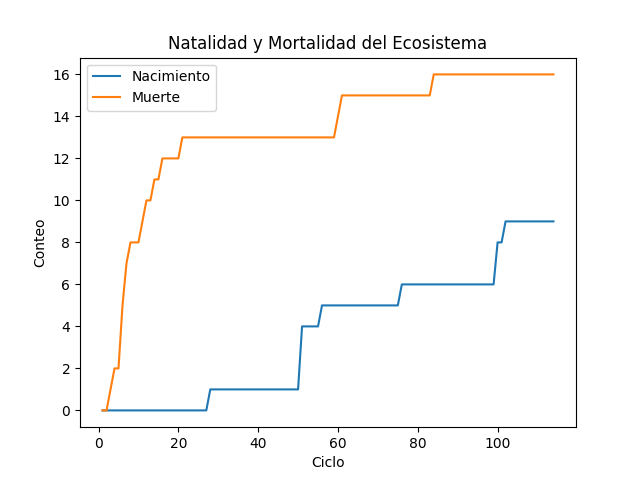 Natalidad y Mortalidad del Ecosistema
Nacimiento
Muerte
16
14
12
10
8
6
4
2
0
Conteo
0 20 40 60 80 100
Ciclo